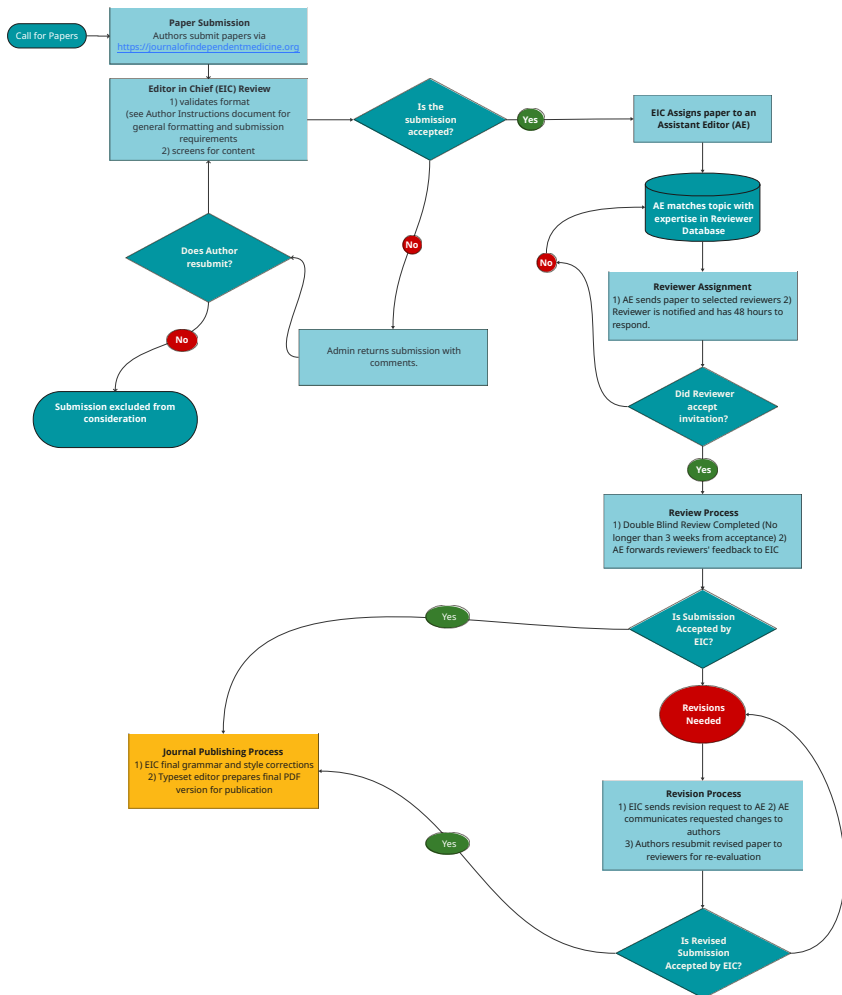 Call for Papers
Paper Submission
Authors submit papers via
https://journalofindependentmedicine.org
Editor in Chief (EIC) Review
1) validates format
(see Author Instructions document for
general formatting and submission
requirements
2) screens for content
Is the
submission
accepted?
Yes
EIC Assigns paper to an
Assistant Editor (AE)
AE matches topic with
expertise in Reviewer
Database
No
No
Does Author
resubmit?
Reviewer Assignment
1) AE sends paper to selected reviewers 2)
Reviewer is notified and has 48 hours to
respond.
No
Admin returns submission with
comments.
Submission excluded from
consideration
Did Reviewer
accept
invitation?
Yes
Review Process
1) Double Blind Review Completed (No
longer than 3 weeks from acceptance) 2)
AE forwards reviewers' feedback to EIC
Is Submission
Accepted by
EIC?
Yes
Revisions
Needed
Journal Publishing Process
1) EIC final grammar and style corrections
2) Typeset editor prepares final PDF
version for publication
Revision Process
1) EIC sends revision request to AE 2) AE
communicates requested changes to
authors
3) Authors resubmit revised paper to
reviewers for re-evaluation
Yes
Is Revised
Submission
Accepted by EIC?